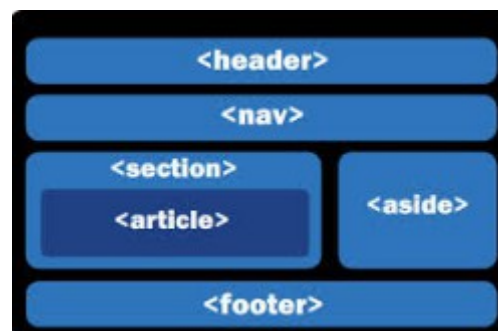 <header>
<nav>
<section>
<article>
<aside>
<footer>